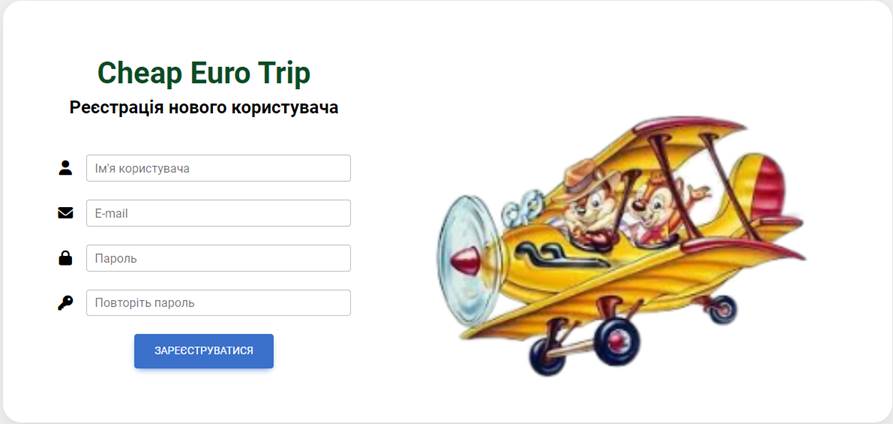 Cheap Euro Trip
Реєстрація нового користувача
Ім'я користувача
E-mail
Пароль
Повторіть пароль
ЗАРЕЄСТРУВАТИСЯ